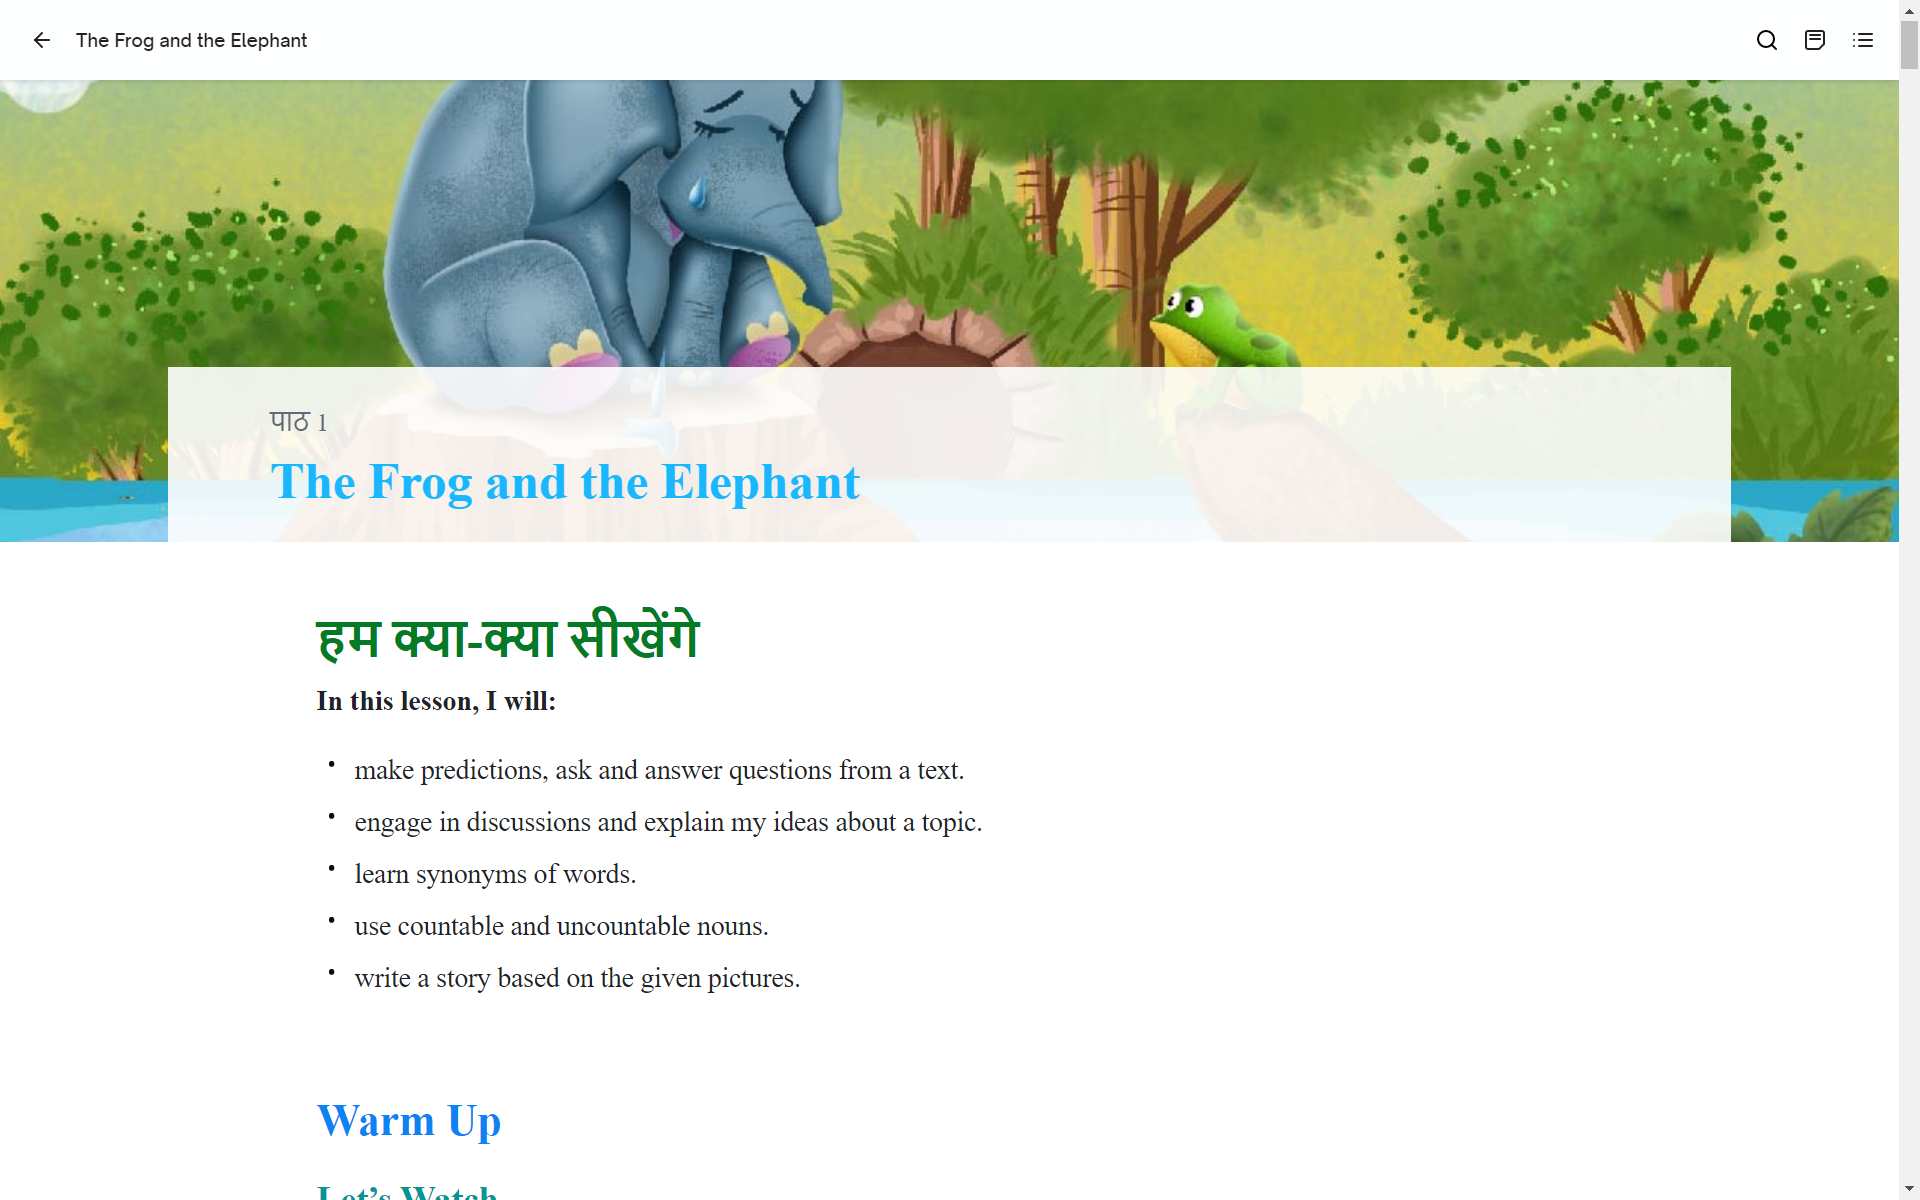 The Frog and the Elephant
पाठ 1
The Frog and the Elephant
हम क्या-क्या सीखेंगे
In this lesson, I will:
• make predictions, ask and answer questions from a text.
• engage in discussions and explain my ideas about a topic.
• learn synonyms of words.
• use countable and uncountable nouns.
• write a story based on the given pictures.
Warm Up
Let’s Watch